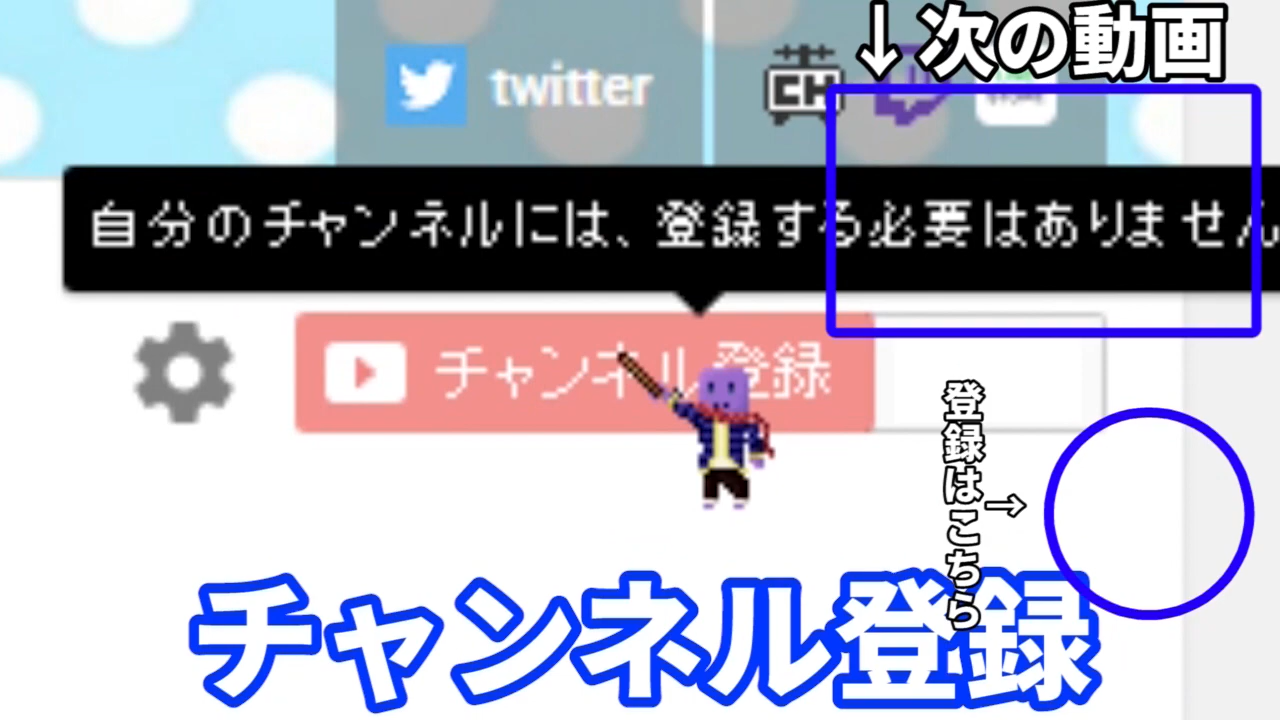 ↓次の動画
twitter
CH
自分のチャンネルには、登録する必要はありません
チャンネル登録
登録はこちら
→
チャンネル登録